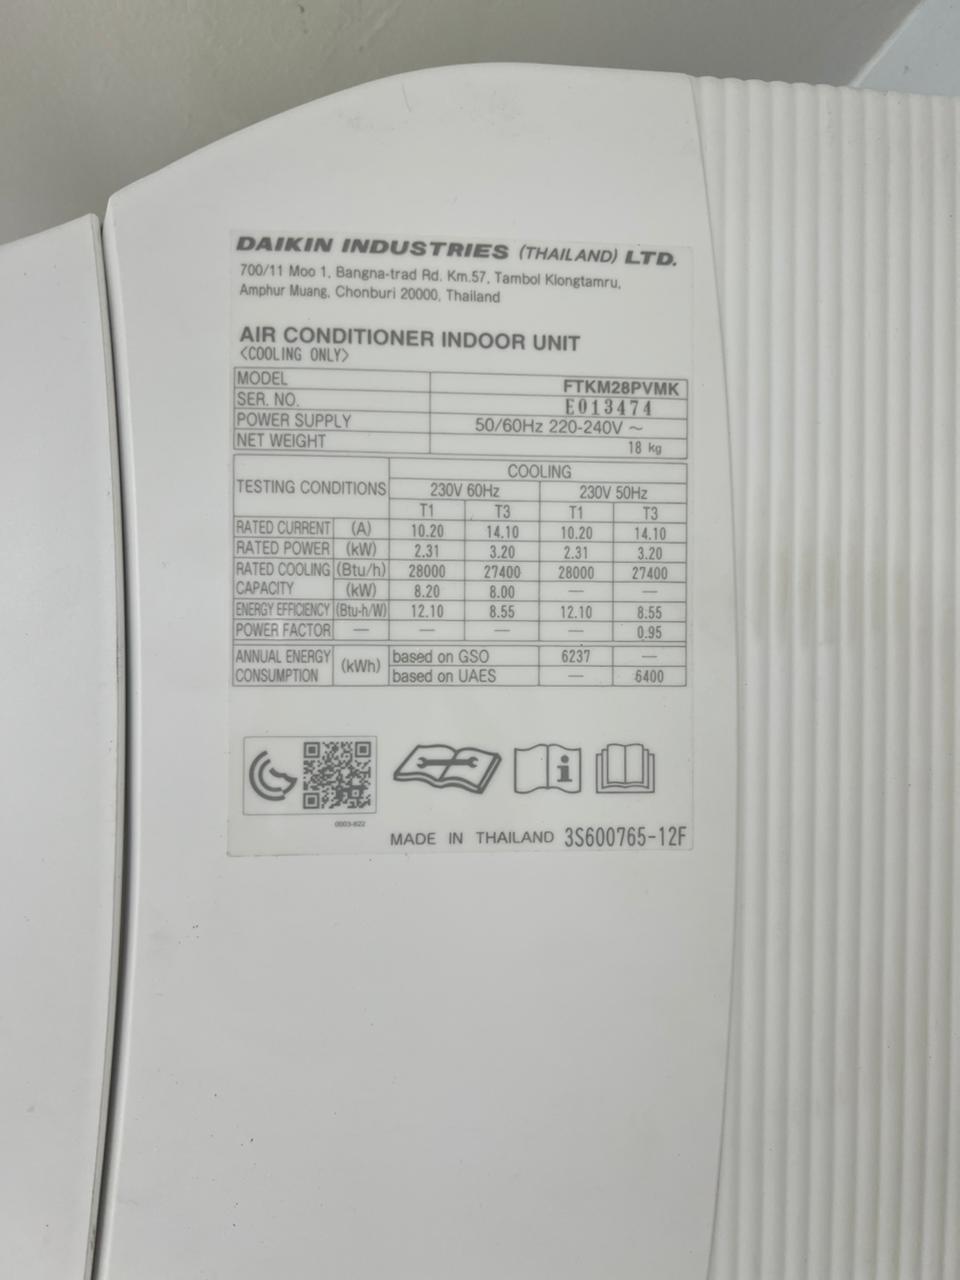 DAIKIN INDUSTRIES (THAILAND) LTD.
700/11 Moo 1, Bangna-trad Rd. Km.57, Tambol Klongtamru,
Amphur Muang, Chonburi 20000, Thailand
AIR CONDITIONER INDOOR UNIT
<COOLING ONLY>
MODEL FTKM28PVMK
SER. NO. E013474
POWER SUPPLY 50/60Hz 220-240V ~
NET WEIGHT 18 kg
COOLING
TESTING CONDITIONS 230V 60Hz 230V 50Hz
T1 T3 T1 T3
RATED CURRENT (A) 10.20 14.10 10.20 14.10
RATED POWER (kW) 2.31 3.20 2.31 3.20
RATED COOLING (Btu/h) 28000 27400 28000 27400
CAPACITY (kW) 8.20 8.00 — —
ENERGY EFFICIENCY (Btu-h/W) 12.10 8.55 12.10 8.55
POWER FACTOR — — — — 0.95
ANNUAL ENERGY (kWh) based on GSO 6237 —
CONSUMPTION based on UAES — 6400
0003-822
MADE IN THAILAND 3S600765-12F